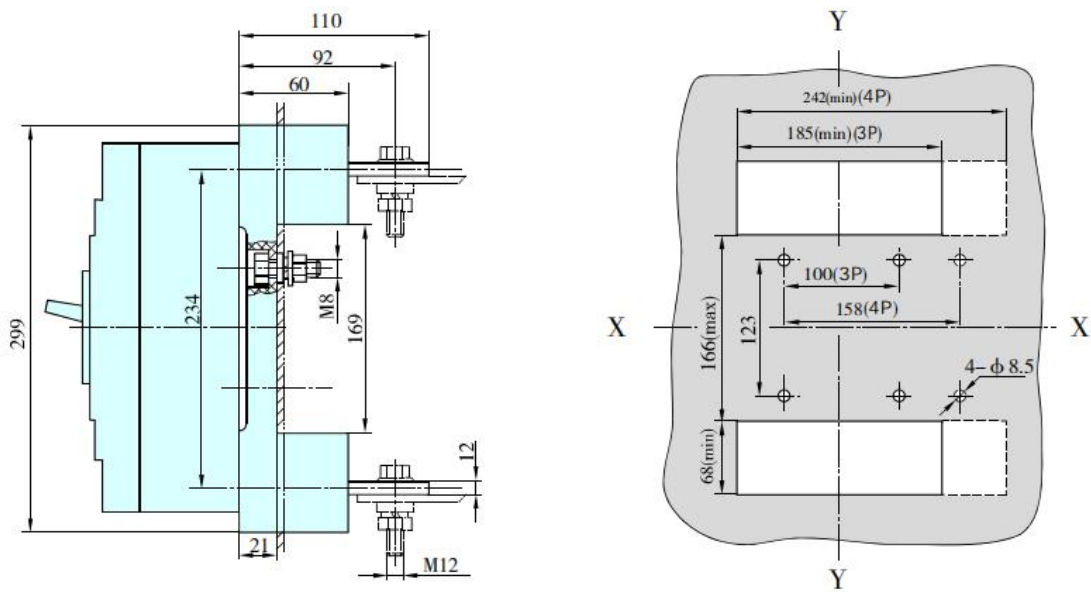 110
92
60
299
234
M8
169
12
21
M12
Y
242(min)(4P)
185(min)(3P)
100(3P)
158(4P)
X
X
166(max)
123
4-ф8.5
68(min)
Y